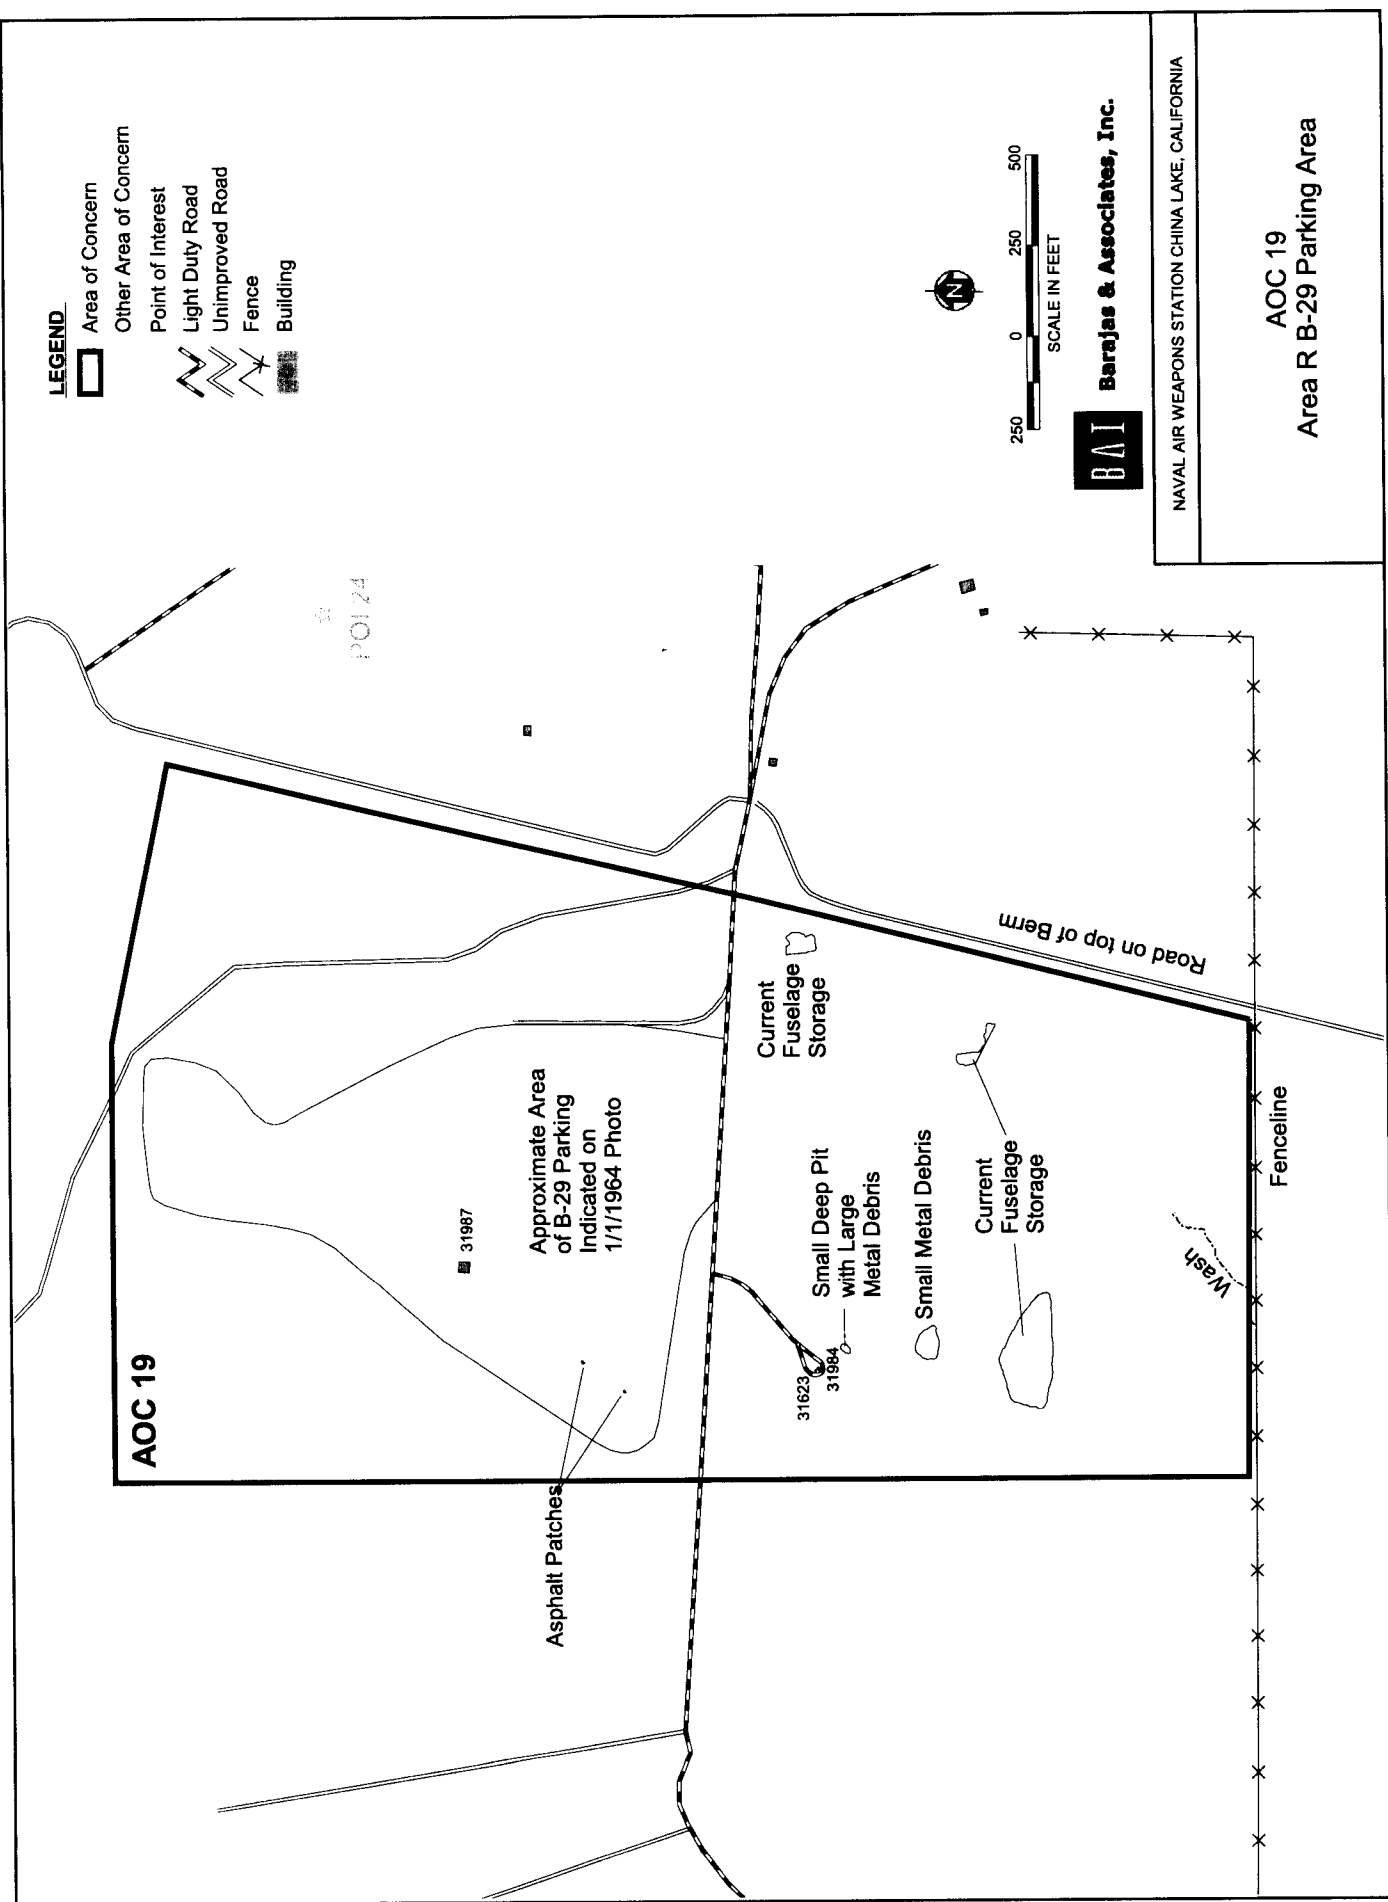 AOC 19
Asphalt Patches
31987
Approximate Area
of B-29 Parking
Indicated on
1/1/1964 Photo
POI 24
Current
Fuselage
Storage
31623
31984
Small Deep Pit
with Large
Metal Debris
Small Metal Debris
Current
Fuselage
Storage
Road on top of Berm
Wash
Fenceline
LEGEND
Area of Concern
Other Area of Concern
Point of Interest
Light Duty Road
Unimproved Road
Fence
Building
N
250 0 250 500
SCALE IN FEET
BAI
Barajas & Associates, Inc.
NAVAL AIR WEAPONS STATION CHINA LAKE, CALIFORNIA
AOC 19
Area R B-29 Parking Area